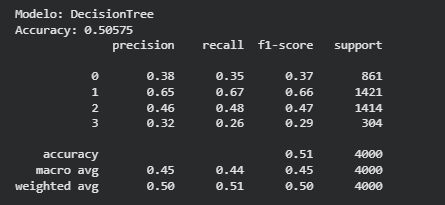 Modelo: DecisionTree
Accuracy: 0.50575
precision recall f1-score support
0 0.38 0.35 0.37 861
1 0.65 0.67 0.66 1421
2 0.46 0.48 0.47 1414
3 0.32 0.26 0.29 304
accuracy 0.51 4000
macro avg 0.45 0.44 0.45 4000
weighted avg 0.50 0.51 0.50 4000